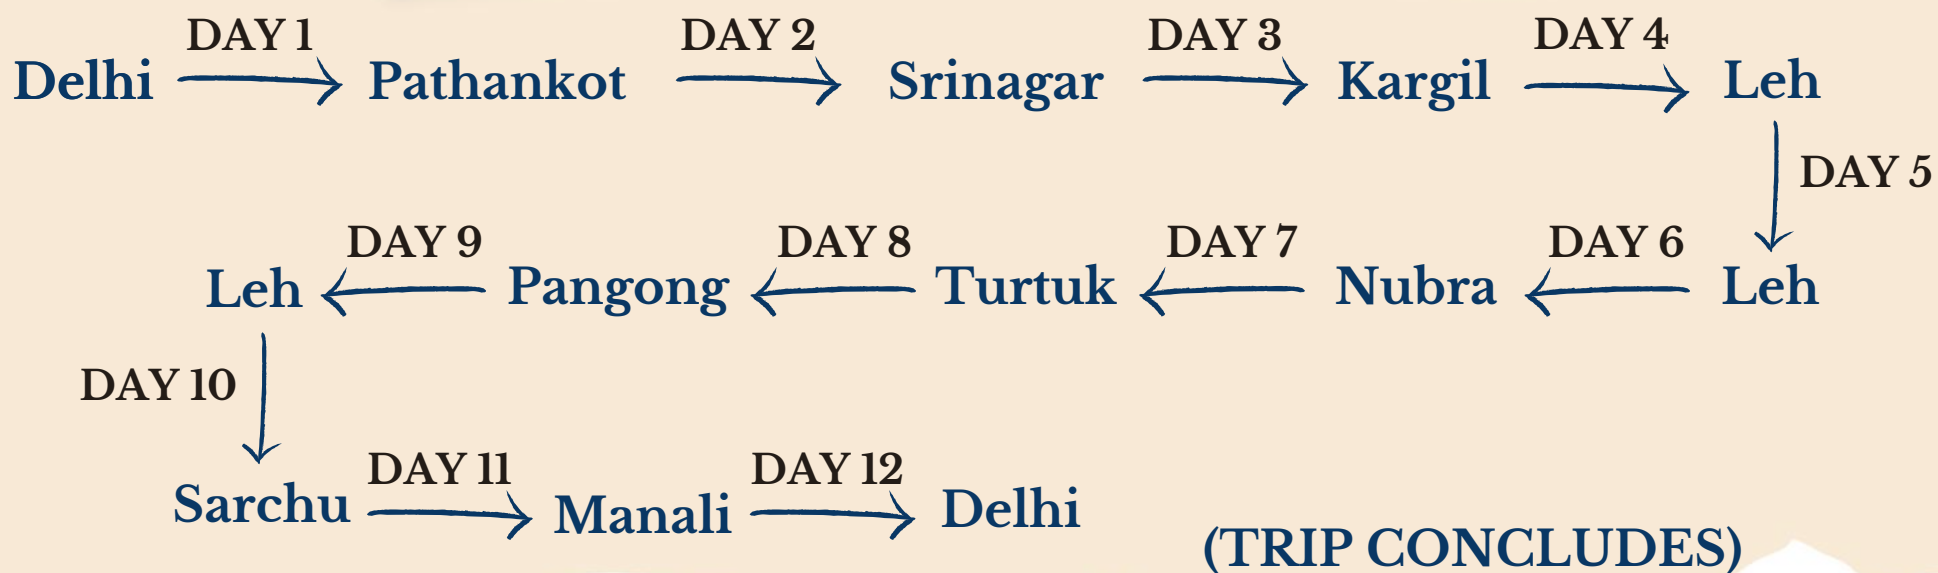 DAY 1 DAY 2 DAY 3 DAY 4
Delhi Pathankot Srinagar Kargil Leh
DAY 5
DAY 9 DAY 8 DAY 7 DAY 6
Leh Pangong Turtuk Nubra Leh
DAY 10
DAY 11 DAY 12
Sarchu Manali Delhi
(TRIP CONCLUDES)